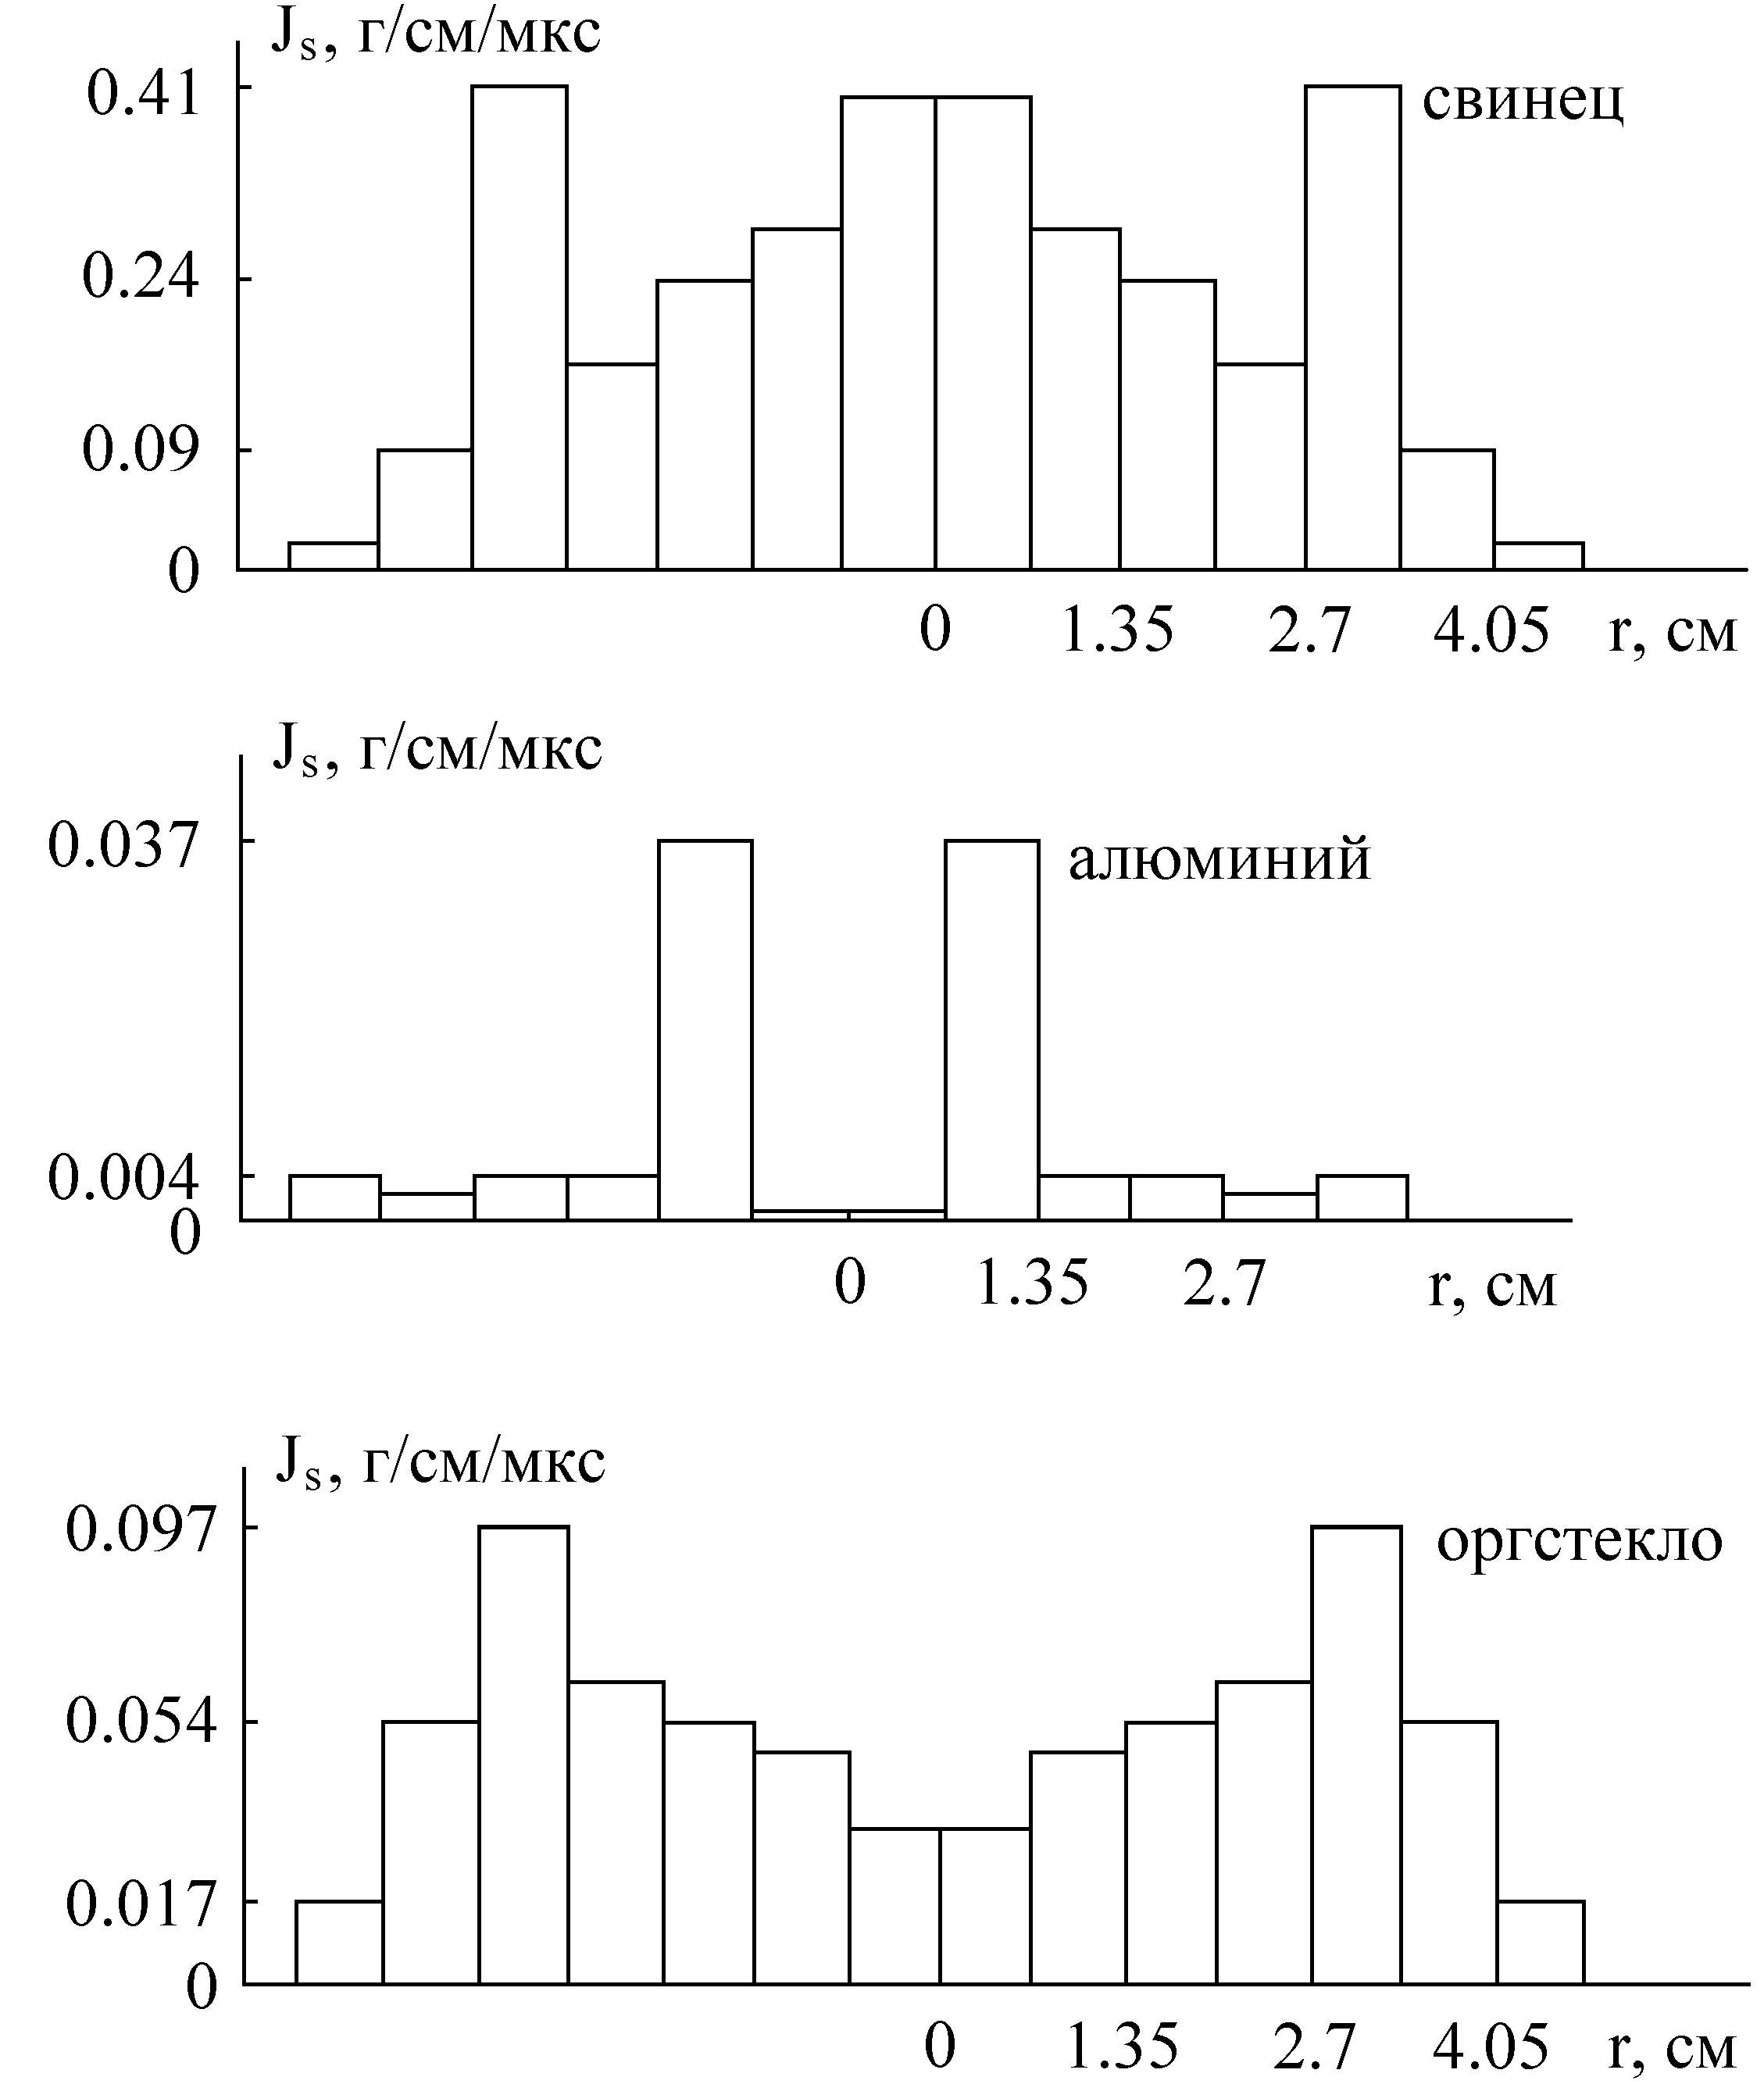 Js, г/см/мкс
0.41
свинец
0.24
0.09
0
0 1.35 2.7 4.05 r, см
Js, г/см/мкс
0.037
алюминий
0.004
0
0 1.35 2.7 r, см
Js, г/см/мкс
0.097
оргстекло
0.054
0.017
0
0 1.35 2.7 4.05 r, см